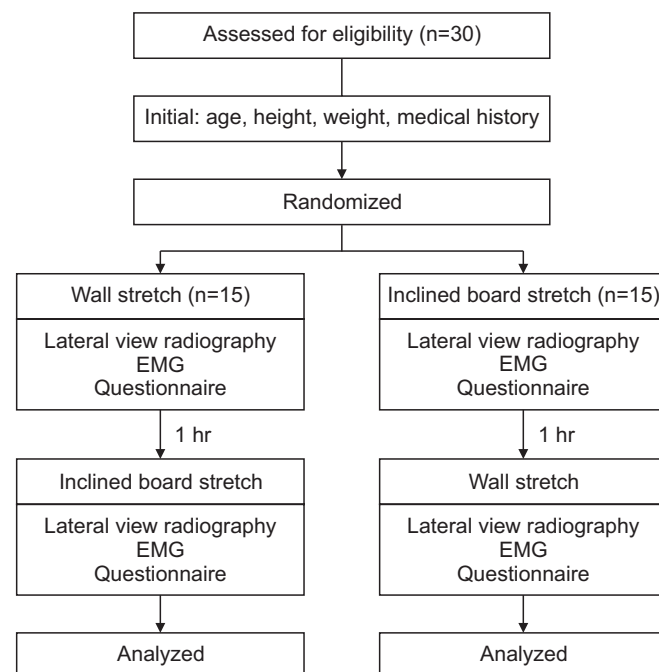 Assessed for eligibility (n=30)
Initial: age, height, weight, medical history
Randomized
Wall stretch (n=15)
Lateral view radiography
EMG
Questionnaire
1 hr
Inclined board stretch
Lateral view radiography
EMG
Questionnaire
Analyzed
Inclined board stretch (n=15)
Lateral view radiography
EMG
Questionnaire
1 hr
Wall stretch
Lateral view radiography
EMG
Questionnaire
Analyzed